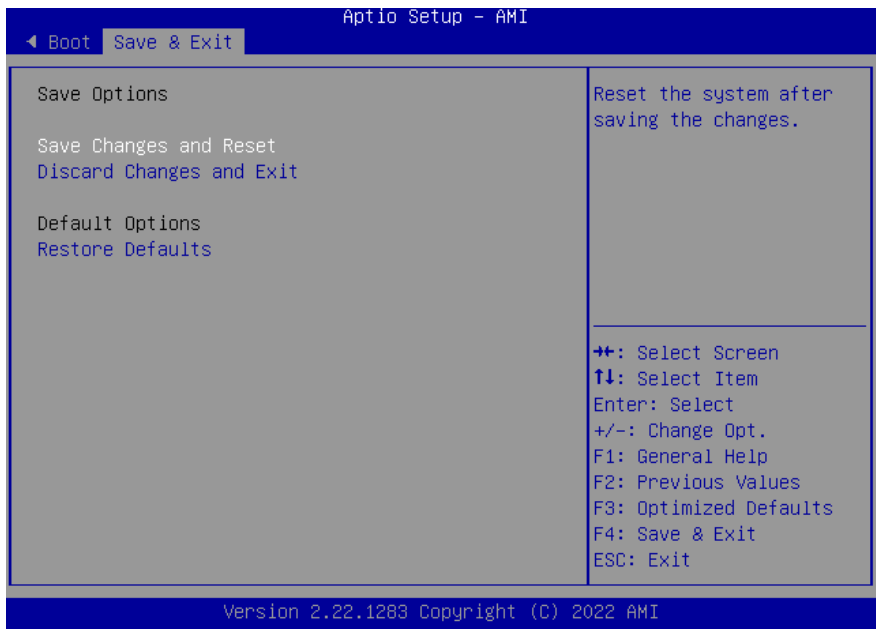 Aptio Setup – AMI
◄ Boot Save & Exit
Save Options
Save Changes and Reset
Discard Changes and Exit
Default Options
Restore Defaults
Reset the system after
saving the changes.
→←: Select Screen
↑↓: Select Item
Enter: Select
+/-: Change Opt.
F1: General Help
F2: Previous Values
F3: Optimized Defaults
F4: Save & Exit
ESC: Exit
Version 2.22.1283 Copyright (C) 2022 AMI